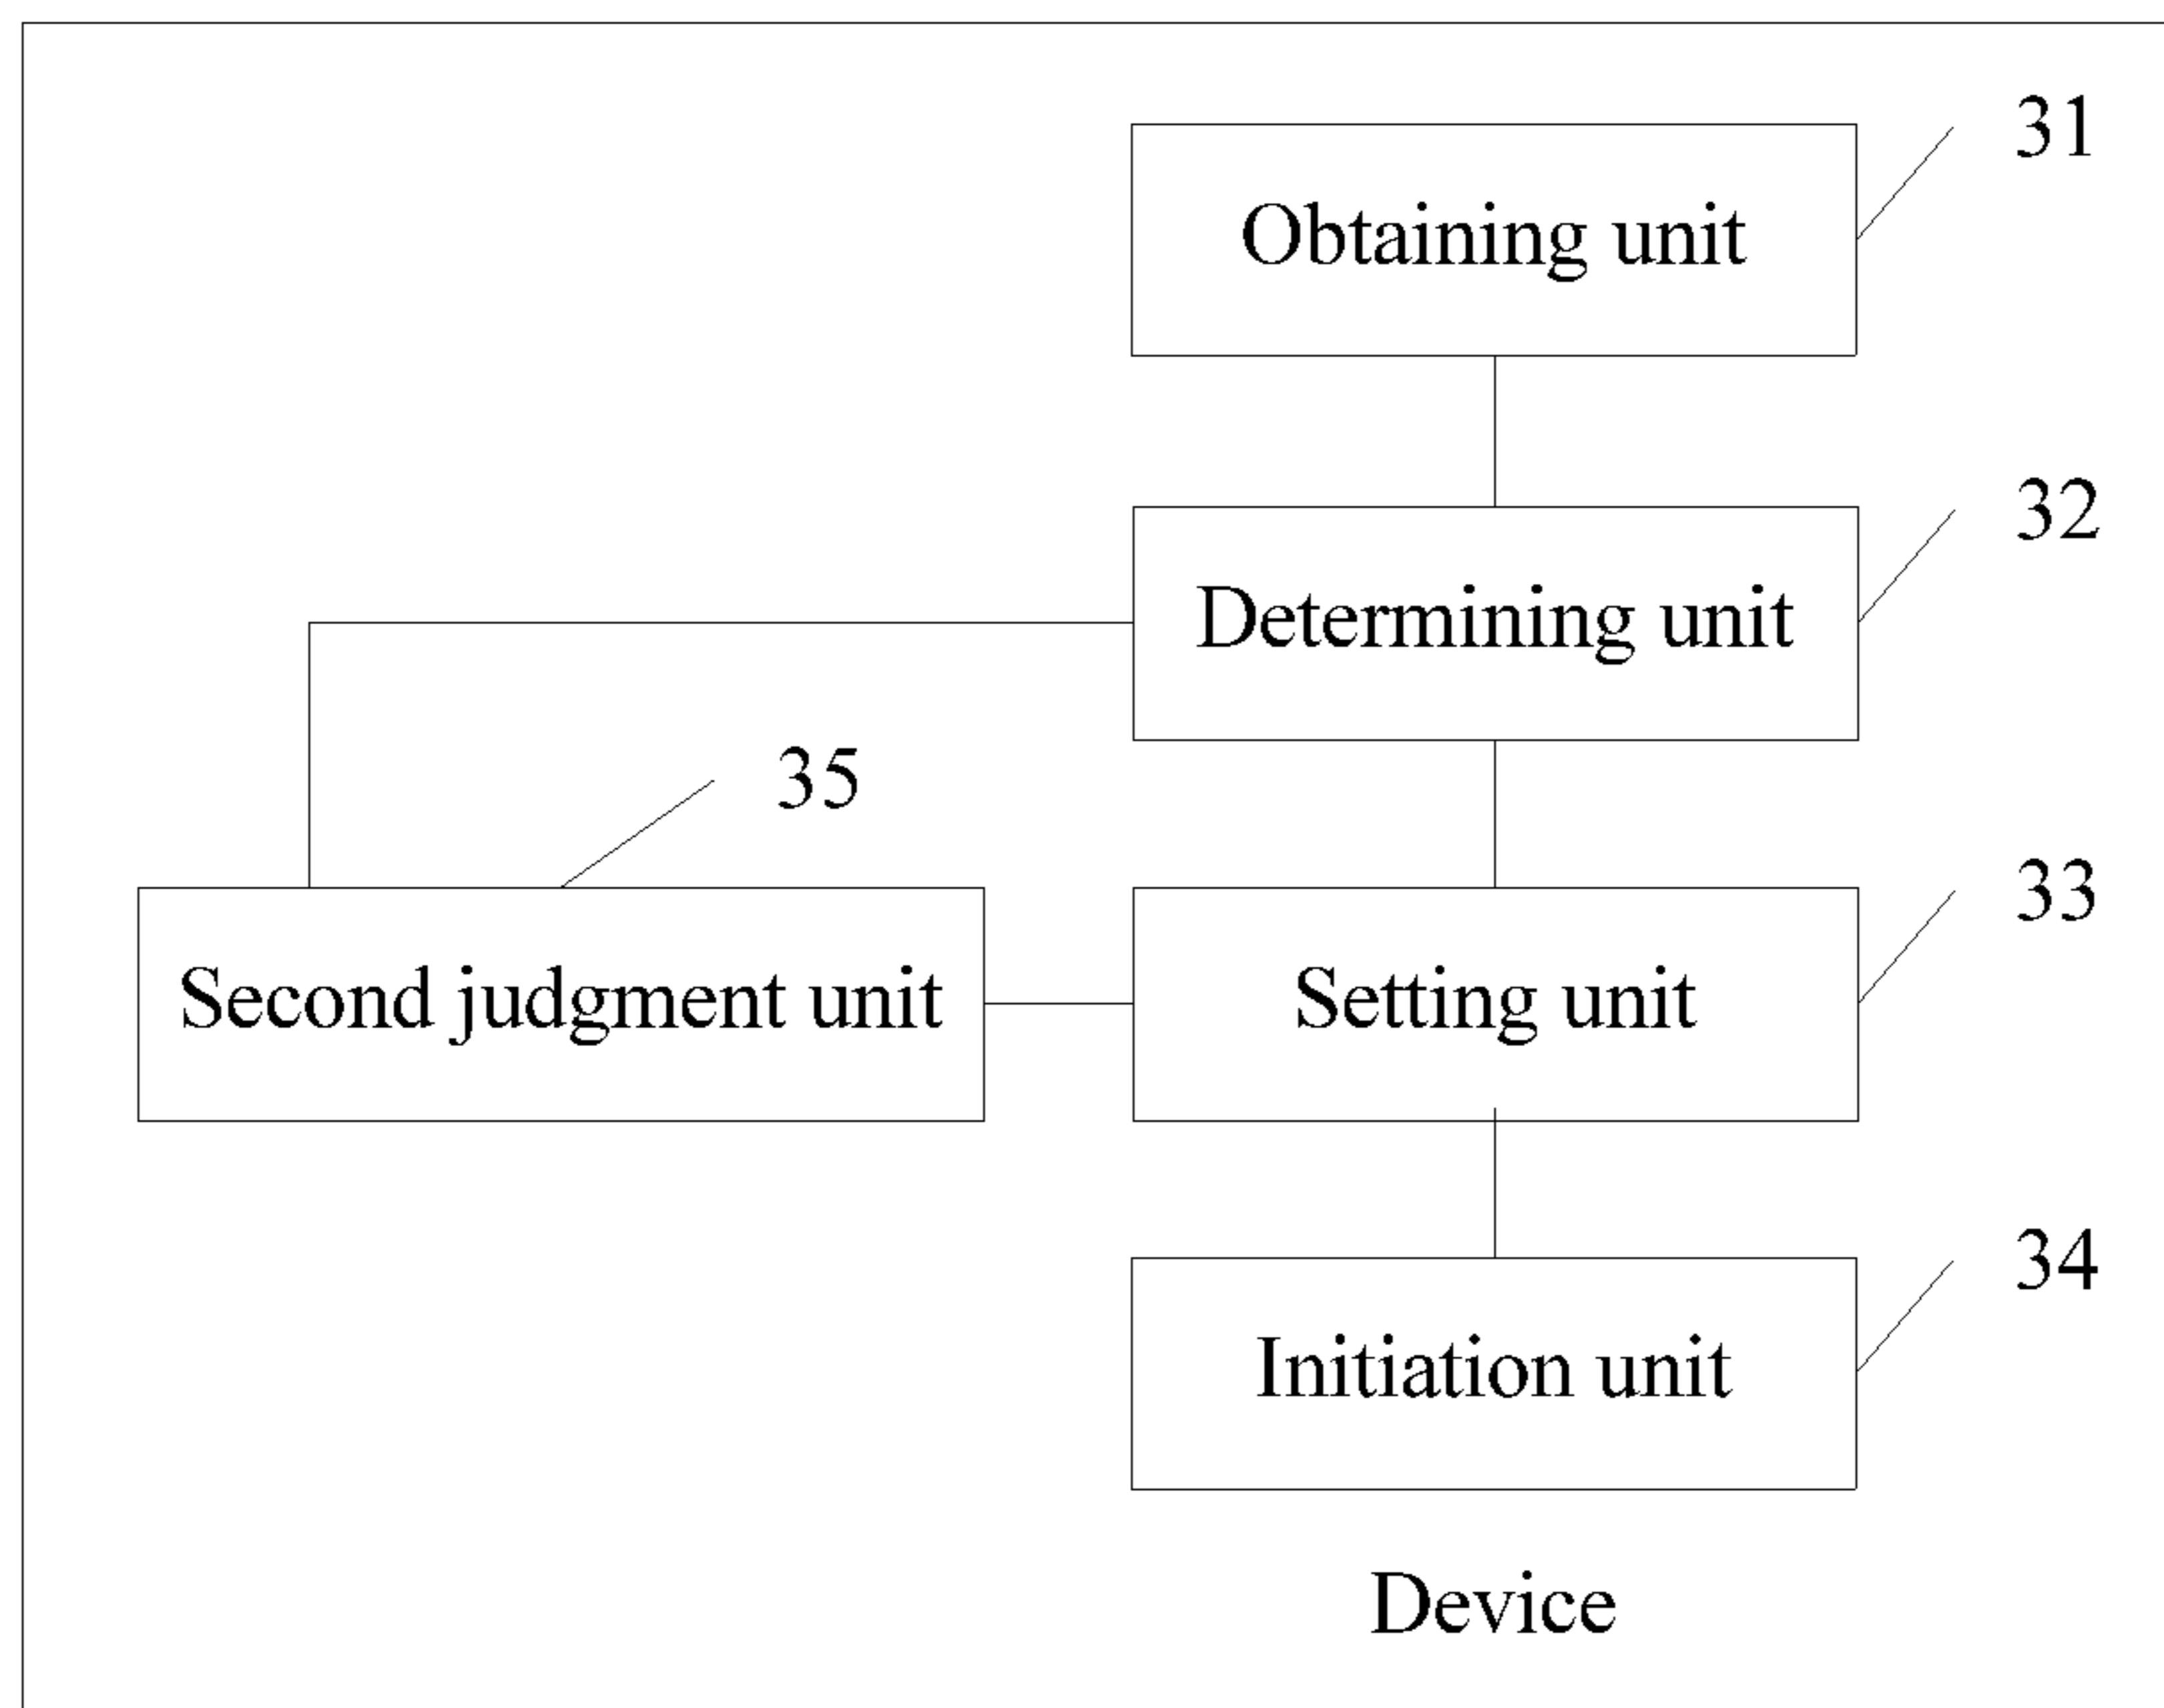 31
Obtaining unit
32
Determining unit
35
33
Second judgment unit
Setting unit
34
Initiation unit
Device